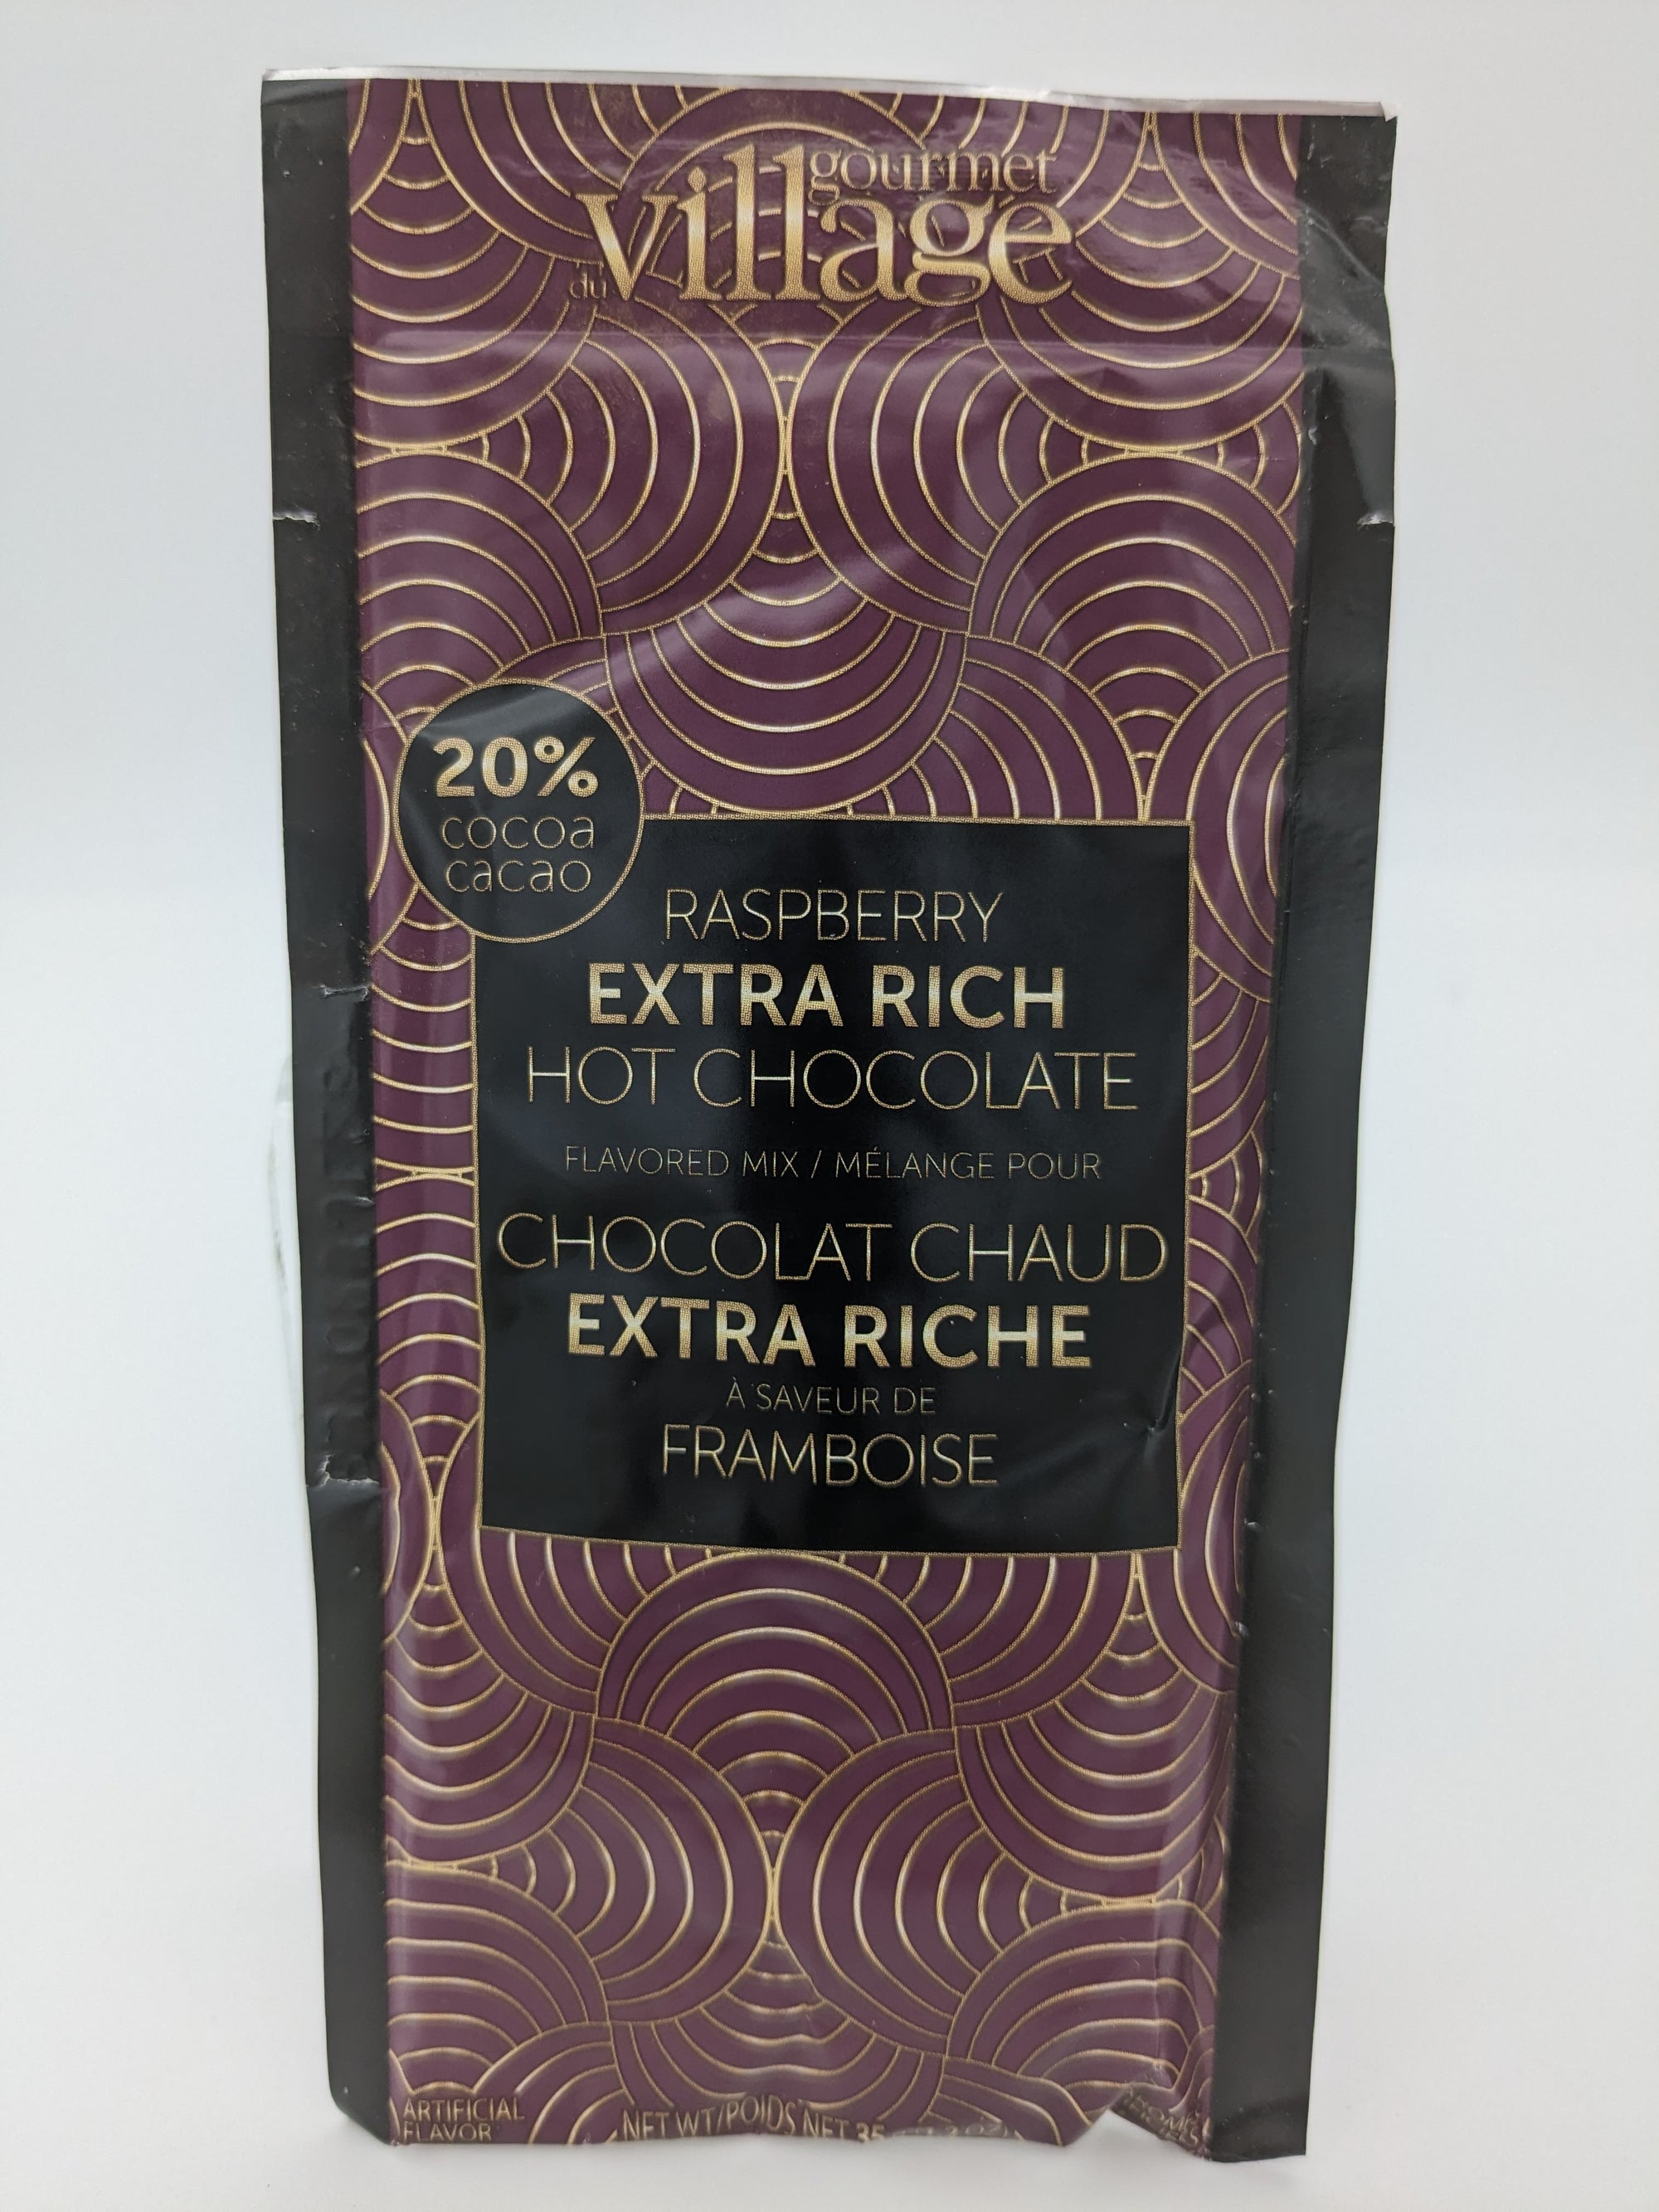 gourmet
du Village
20%
cocoa
cacao
RASPBERRY
EXTRA RICH
HOT CHOCOLATE
FLAVORED MIX / MÉLANGE POUR
CHOCOLAT CHAUD
EXTRA RICHE
À SAVEUR DE
FRAMBOISE
ARTIFICIAL
FLAVOR
NET WT/POIDS NET 35